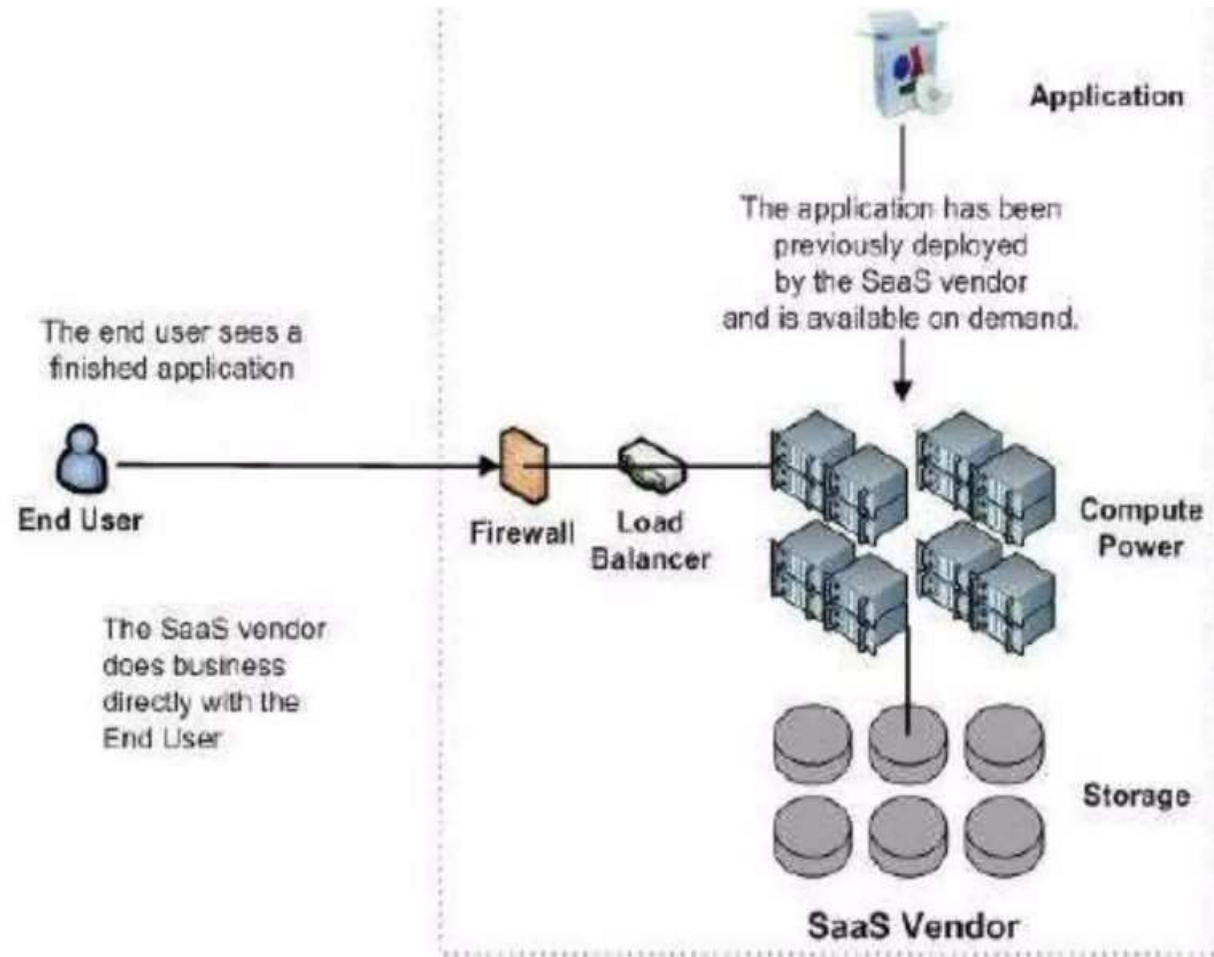 Application
The application has been
previously deployed
by the SaaS vendor
and is available on demand.
The end user sees a
finished application
End User
Firewall
Load
Balancer
Compute
Power
The SaaS vendor
does business
directly with the
End User
Storage
SaaS Vendor